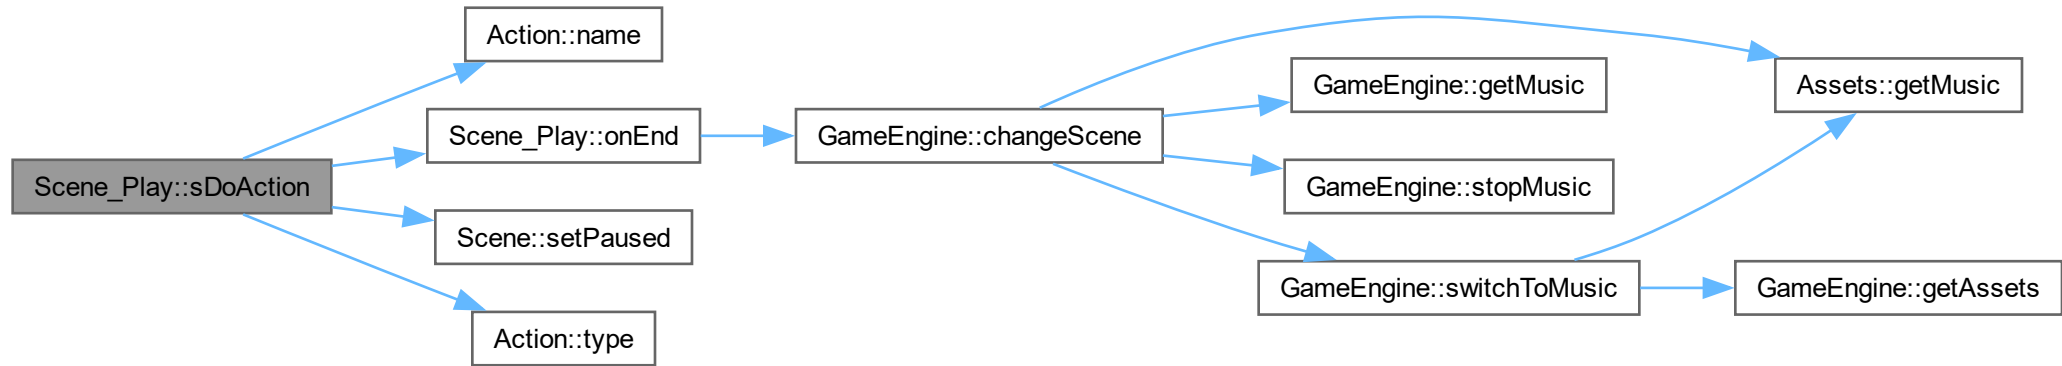 Action::name
Scene_Play::onEnd
Scene_Play::sDoAction
Scene::setPaused
Action::type
GameEngine::changeScene
GameEngine::getMusic
GameEngine::stopMusic
GameEngine::switchToMusic
Assets::getMusic
GameEngine::getAssets